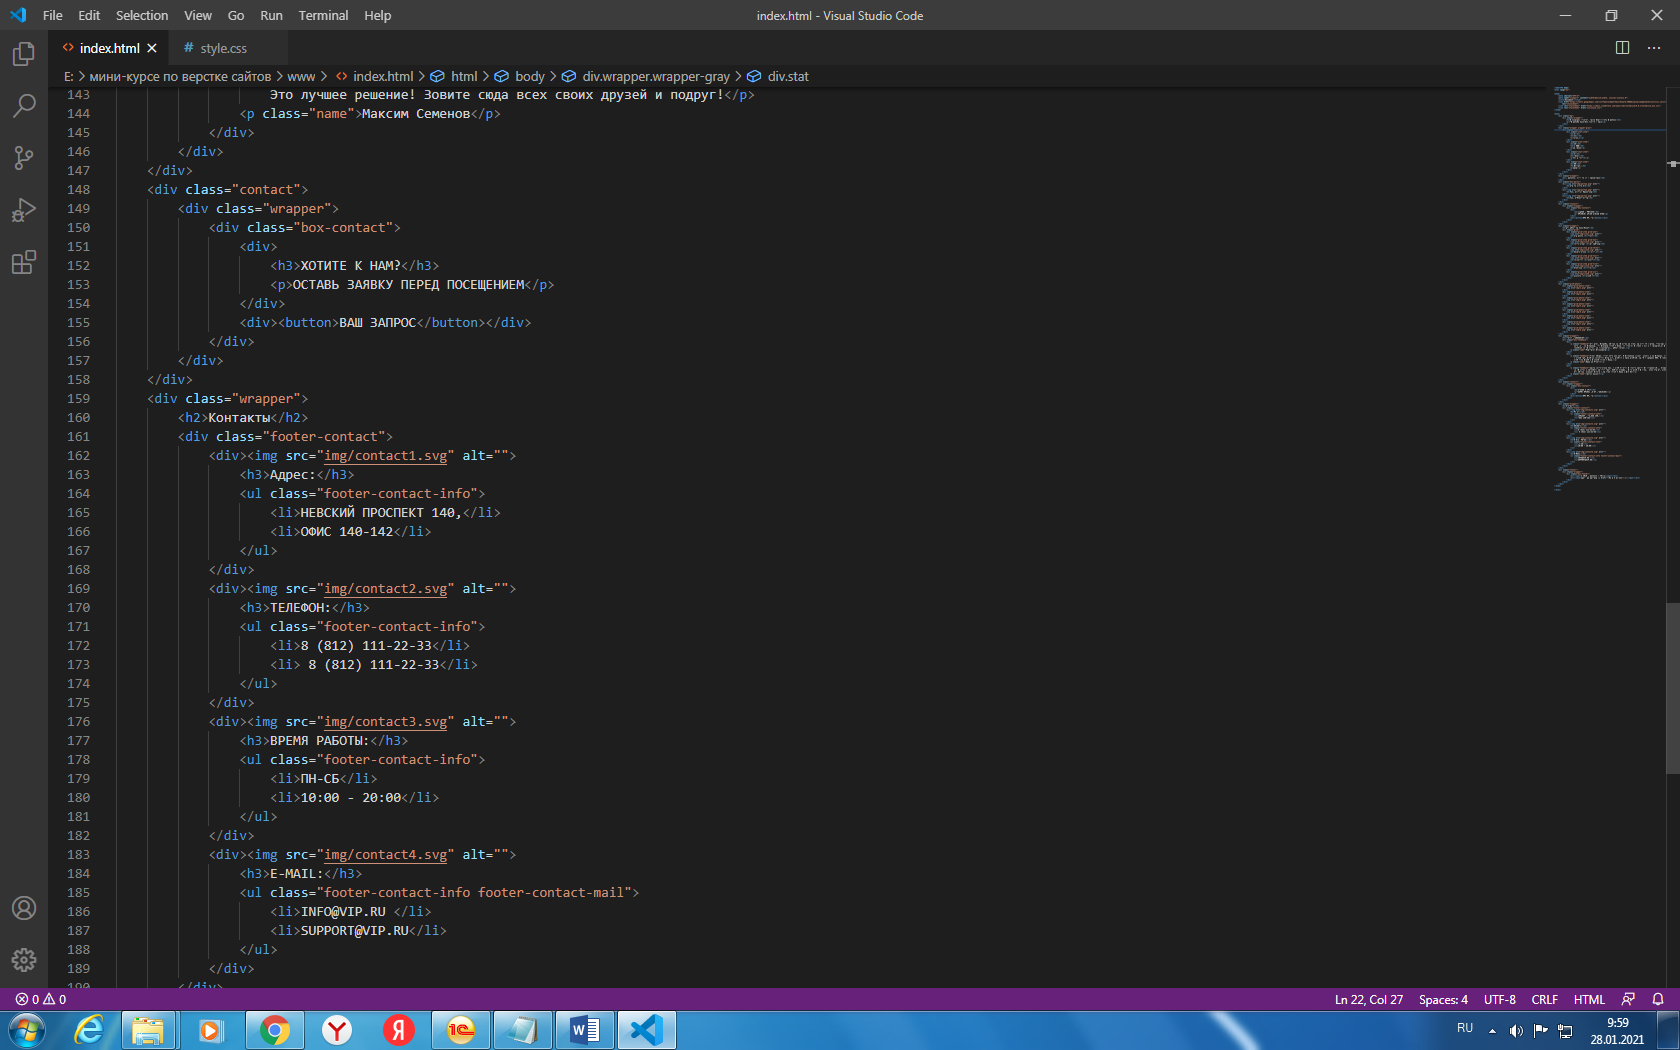 File Edit Selection View Go Run Terminal Help
index.html - Visual Studio Code
index.html
style.css
E: > мини-курсе по верстке сайтов > www > index.html > html > body > div.wrapper.wrapper-gray > div.stat
143 Это лучшее решение! Зовите сюда всех своих друзей и подруг!</p>
144 <p class="name">Максим Семенов</p>
145 </div>
146 </div>
147 </div>
148 <div class="contact">
149 <div class="wrapper">
150 <div class="box-contact">
151 <div>
152 <h3>ХОТИТЕ К НАМ?</h3>
153 <p>ОСТАВЬ ЗАЯВКУ ПЕРЕД ПОСЕЩЕНИЕМ</p>
154 </div>
155 <div><button>ВАШ ЗАПРОС</button></div>
156 </div>
157 </div>
158 </div>
159 <div class="wrapper">
160 <h2>Контакты</h2>
161 <div class="footer-contact">
162 <div><img src="img/contact1.svg" alt="">
163 <h3>Адрес:</h3>
164 <ul class="footer-contact-info">
165 <li>НЕВСКИЙ ПРОСПЕКТ 140,</li>
166 <li>ОФИС 140-142</li>
167 </ul>
168 </div>
169 <div><img src="img/contact2.svg" alt="">
170 <h3>ТЕЛЕФОН:</h3>
171 <ul class="footer-contact-info">
172 <li>8 (812) 111-22-33</li>
173 <li> 8 (812) 111-22-33</li>
174 </ul>
175 </div>
176 <div><img src="img/contact3.svg" alt="">
177 <h3>ВРЕМЯ РАБОТЫ:</h3>
178 <ul class="footer-contact-info">
179 <li>ПН-СБ</li>
180 <li>10:00 - 20:00</li>
181 </ul>
182 </div>
183 <div><img src="img/contact4.svg" alt="">
184 <h3>E-MAIL:</h3>
185 <ul class="footer-contact-info footer-contact-mail">
186 <li>INFO@VIP.RU </li>
187 <li>SUPPORT@VIP.RU</li>
188 </ul>
189 </div>
190 </div>
0 0
Ln 22, Col 27 Spaces: 4 UTF-8 CRLF HTML
RU
9:59
28.01.2021